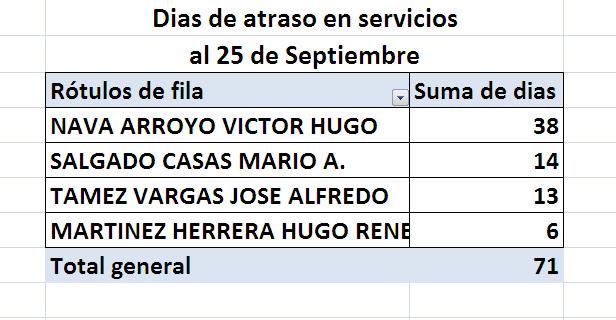 Dias de atraso en servicios
al 25 de Septiembre
Rótulos de fila Suma de dias
NAVA ARROYO VICTOR HUGO 38
SALGADO CASAS MARIO A. 14
TAMEZ VARGAS JOSE ALFREDO 13
MARTINEZ HERRERA HUGO RENE 6
Total general 71